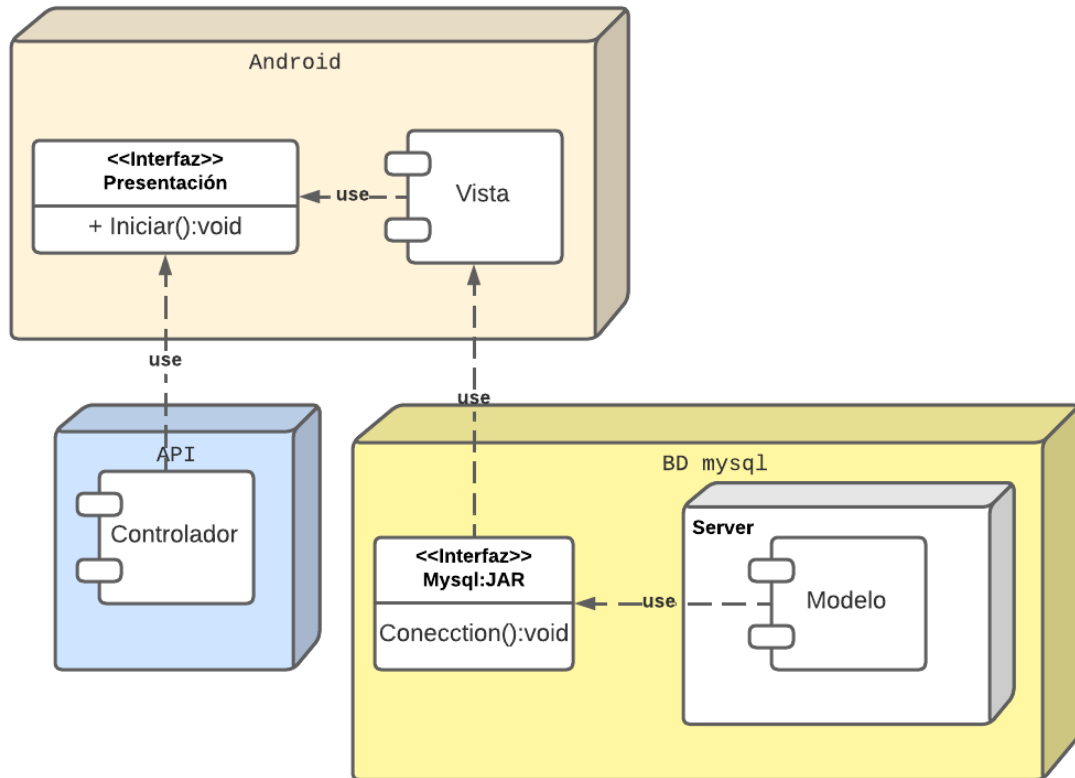 Android
<<Interfaz>>
Presentación
+ Iniciar():void
use
Vista
use
use
API
Controlador
BD mysql
Server
<<Interfaz>>
Mysql:JAR
Conecction():void
use
Modelo